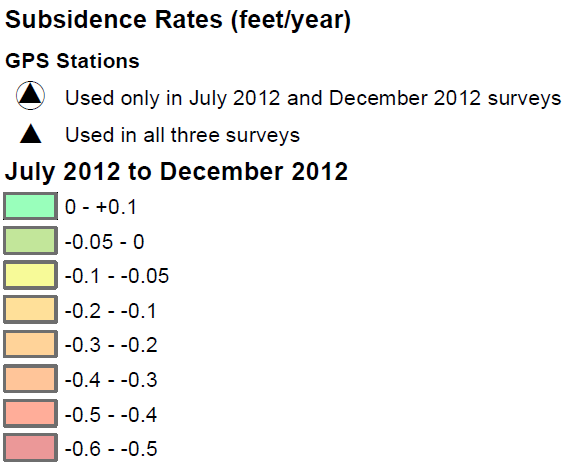 Subsidence Rates (feet/year)
GPS Stations
Used only in July 2012 and December 2012 surveys
Used in all three surveys
July 2012 to December 2012
0 - +0.1
-0.05 - 0
-0.1 - -0.05
-0.2 - -0.1
-0.3 - -0.2
-0.4 - -0.3
-0.5 - -0.4
-0.6 - -0.5